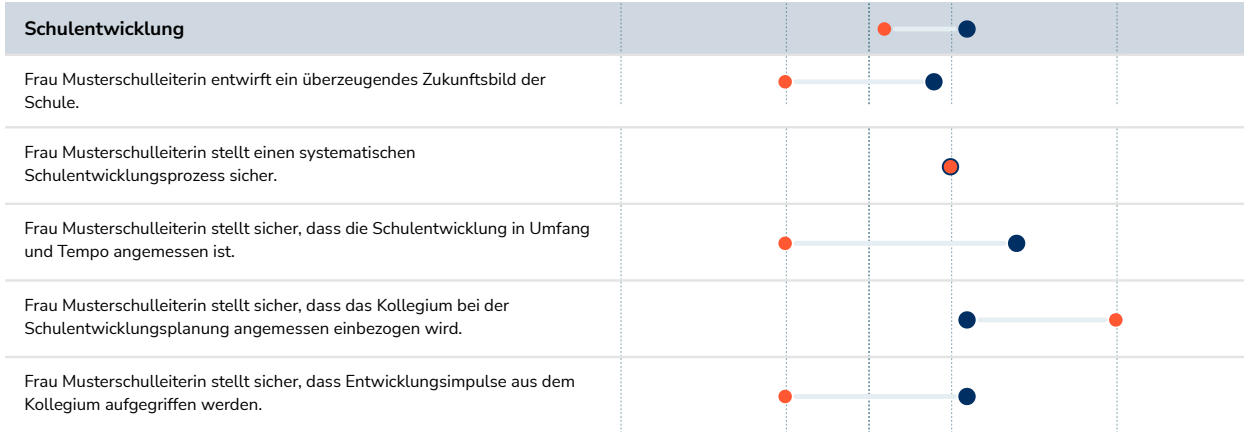 Schulentwicklung
Frau Musterschulleiterin entwirft ein überzeugendes Zukunftsbild der
Schule.
Frau Musterschulleiterin stellt einen systematischen
Schulentwicklungsprozess sicher.
Frau Musterschulleiterin stellt sicher, dass die Schulentwicklung in Umfang
und Tempo angemessen ist.
Frau Musterschulleiterin stellt sicher, dass das Kollegium bei der
Schulentwicklungsplanung angemessen einbezogen wird.
Frau Musterschulleiterin stellt sicher, dass Entwicklungsimpulse aus dem
Kollegium aufgegriffen werden.